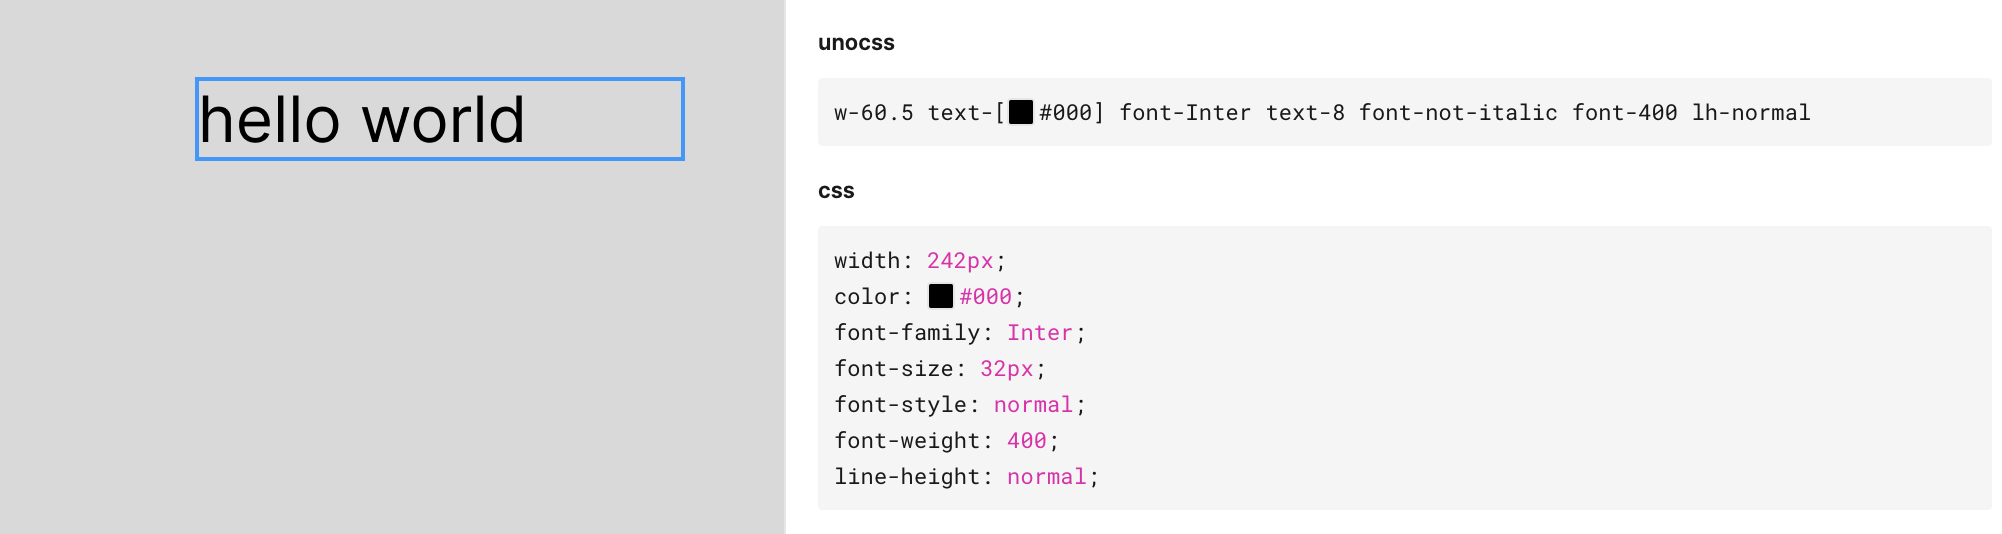 hello world
unocss
w-60.5 text-[#000] font-Inter text-8 font-not-italic font-400 lh-normal
css
width: 242px;
color: #000;
font-family: Inter;
font-size: 32px;
font-style: normal;
font-weight: 400;
line-height: normal;